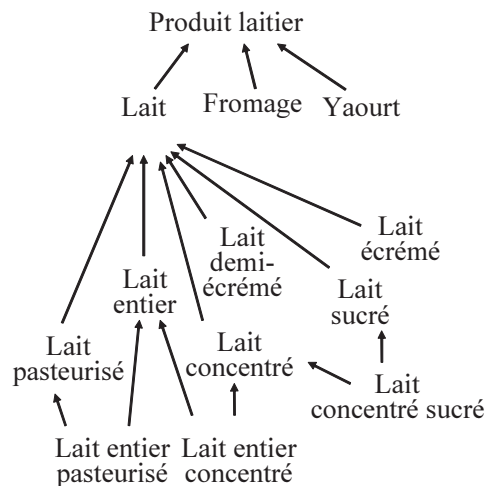 Produit laitier
Lait
Fromage
Yaourt
Lait
écrémé
Lait
demi-
écrémé
Lait
entier
Lait
sucré
Lait
pasteurisé
Lait
concentré
Lait
concentré sucré
Lait entier
pasteurisé
Lait entier
concentré